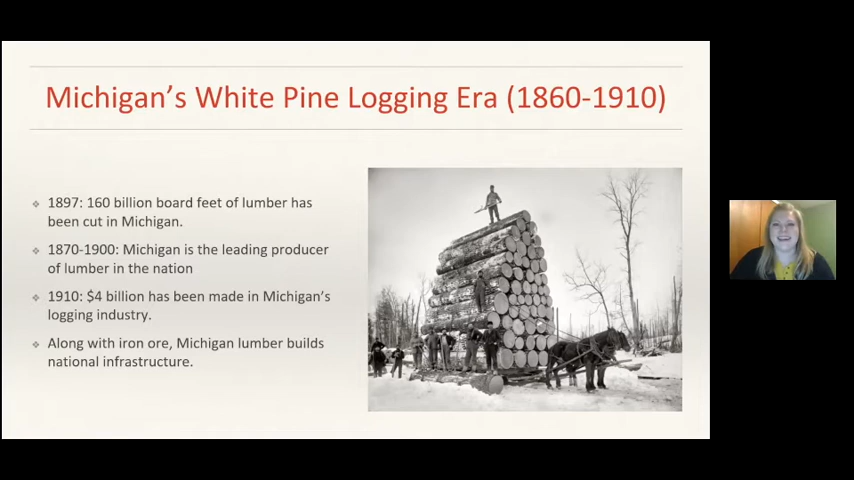 Michigan's White Pine Logging Era (1860-1910)
1897: 160 billion board feet of lumber has
been cut in Michigan.
1870-1900: Michigan is the leading producer
of lumber in the nation
1910: $4 billion has been made in Michigan's
logging industry.
Along with iron ore, Michigan lumber builds
national infrastructure.